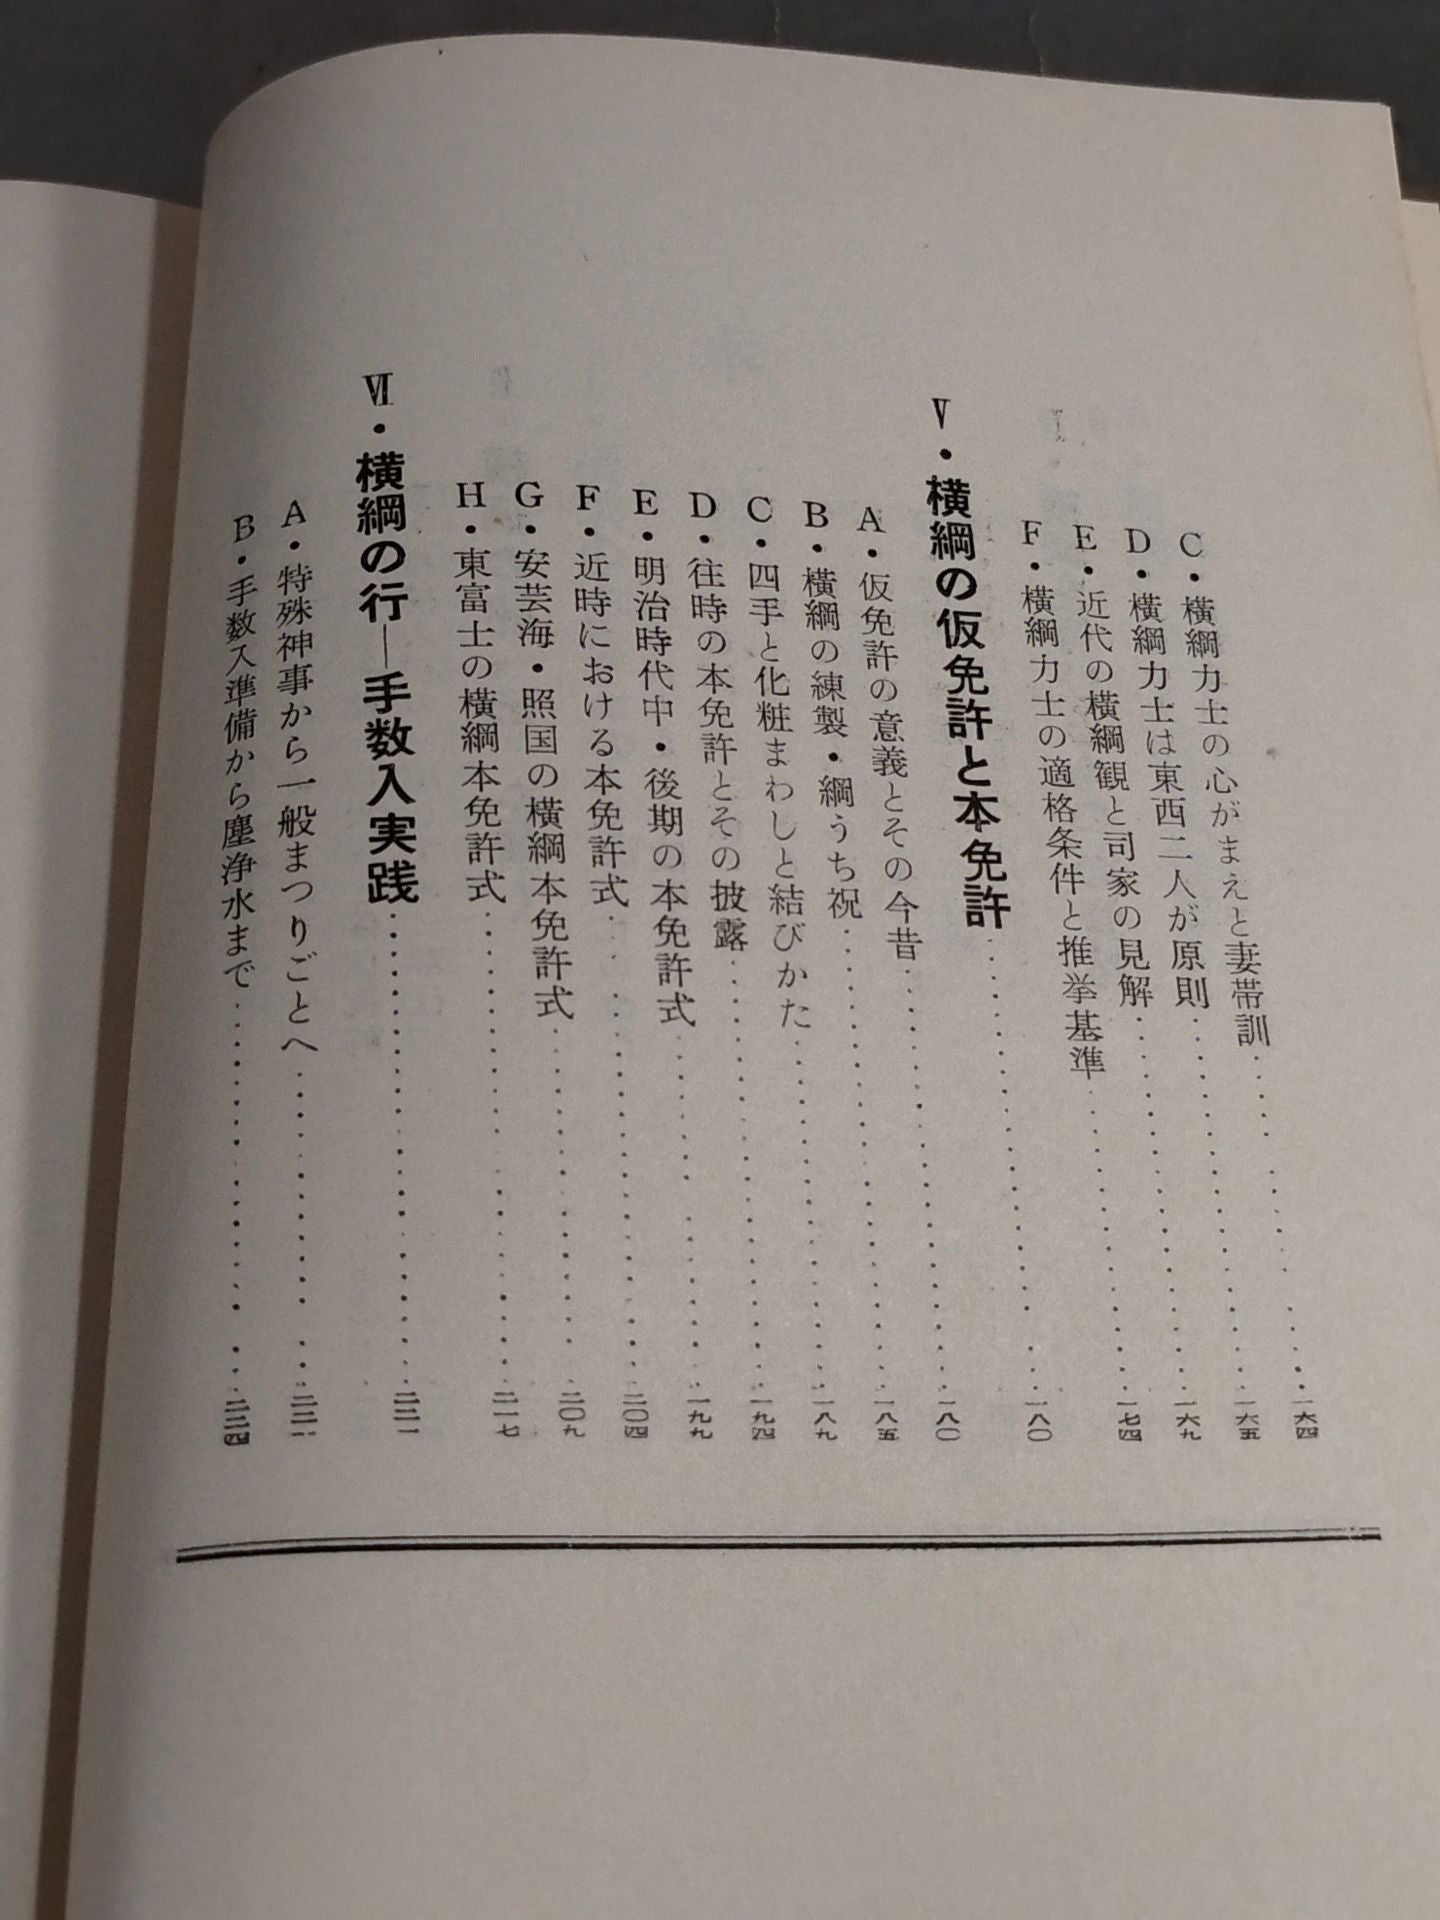 C・横綱力士の心がまえと妻帯訓……………一六四
D・横綱力士は東西二人が原則……………一六五
E・近代の横綱観と司家の見解……………一六九
F・横綱力士の適格条件と推挙基準……………一七四
Ⅴ・横綱の仮免許と本免許……………一八〇
A・仮免許の意義とその今昔……………一八〇
B・横綱の練製・綱うち祝……………一八五
C・四手と化粧まわしと結びかた……………一八九
D・往時の本免許とその披露……………一九四
E・明治時代中・後期の本免許式……………一九九
F・近時における本免許式……………二〇四
G・安芸海・照国の横綱本免許式……………二〇九
H・東富士の横綱本免許式……………二一七
Ⅵ・横綱の行―手数入実践……………二二一
A・特殊神事から一般まつりごとへ……………二二一
B・手数入準備から塵浄水まで……………二二四